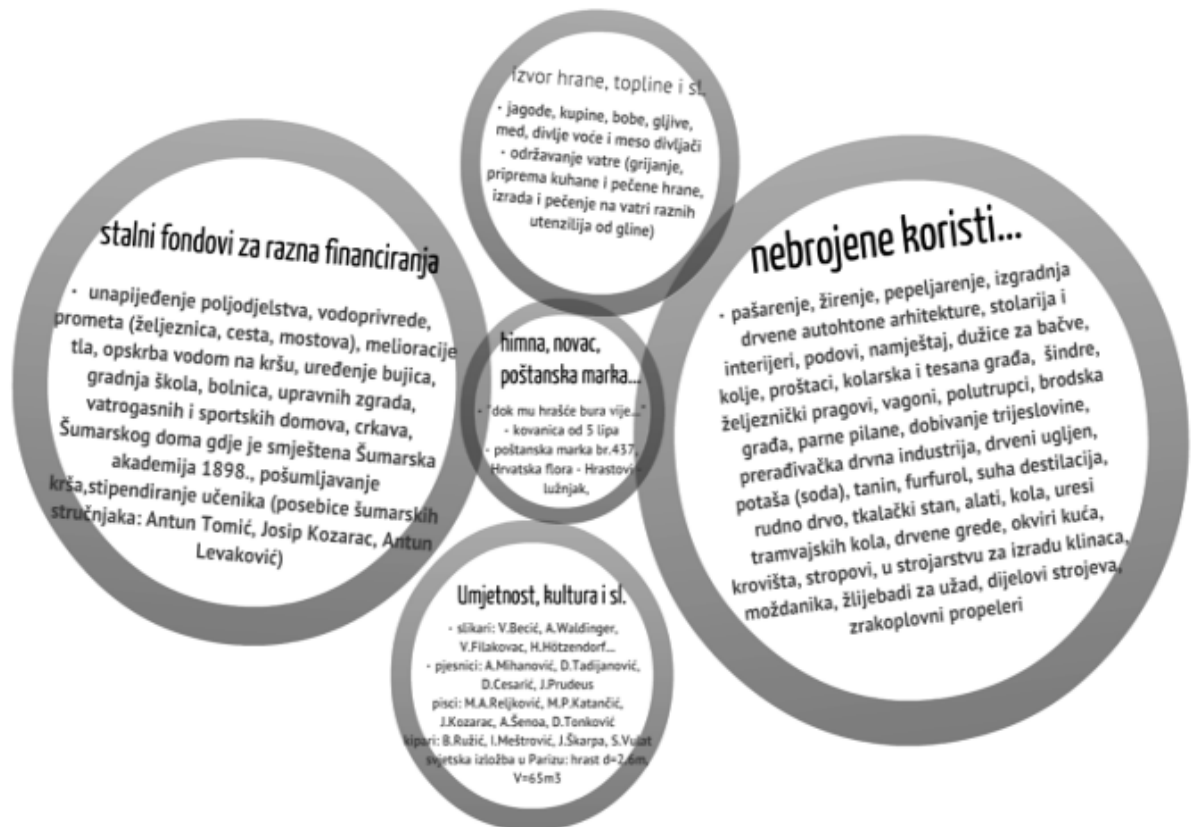 izvor hrane, topline i sl.
- jagode, kupine, bobe, gljive,
med, divlje voće i meso divljači
- održavanje vatre (grijanje,
priprema kuhane i pečene hrane,
izrada i pečenje na vatri raznih
utenzilija od gline)
stalni fondovi za razna financiranja
- unapijeđenje poljodjelstva, vodoprivrede,
prometa (željeznica, cesta, mostova), melioracije
tla, opskrba vodom na kršu, uređenje bujica,
gradnja škola, bolnica, upravnih zgrada,
vatrogasnih i sportskih domova, crkava,
Šumarskog doma gdje je smještena Šumarska
akademija 1898., pošumljavanje
krša,stipendiranje učenika (posebice šumarskih
stručnjaka: Antun Tomić, Josip Kozarac, Antun
Levaković)
himna, novac,
poštanska marka...
- "dok mu hrašće bura vije..."
- kovanica od 5 lipa
- poštanska marka br.437,
Hrvatska flora - Hrastovi -
lužnjak,
nebrojene koristi...
- pašarenje, žirenje, pepeljarenje, izgradnja
drvene autohtone arhitekture, stolarija i
interijeri, podovi, namještaj, dužice za bačve,
kolje, proštaci, kolarska i tesana građa, šindre,
željeznički pragovi, vagoni, polutrupci, brodska
građa, parne pilane, dobivanje trijeslovine,
prerađivačka drvna industrija, drveni ugljen,
potaša (soda), tanin, furfurol, suha destilacija,
rudno drvo, tkalački stan, alati, kola, uresi
tramvajskih kola, drvene grede, okviri kuća,
krovišta, stropovi, u strojarstvu za izradu klinaca,
moždanika, žlijebadi za užad, dijelovi strojeva,
zrakoplovni propeleri
Umjetnost, kultura i sl.
- slikari: V.Becić, A.Waldinger,
V.Filakovac, H.Hötzendorf...
- pjesnici: A.Mihanović, D.Tadijanović,
D.Cesarić, J.Prudeus
pisci: M.A.Reljković, M.P.Katančić,
J.Kozarac, A.Šenoa, D.Tonković
kipari: B.Ružić, I.Meštrović, J.Škarpa, S.Vulat
svjetska izložba u Parizu: hrast d=2,6m,
V=65m3